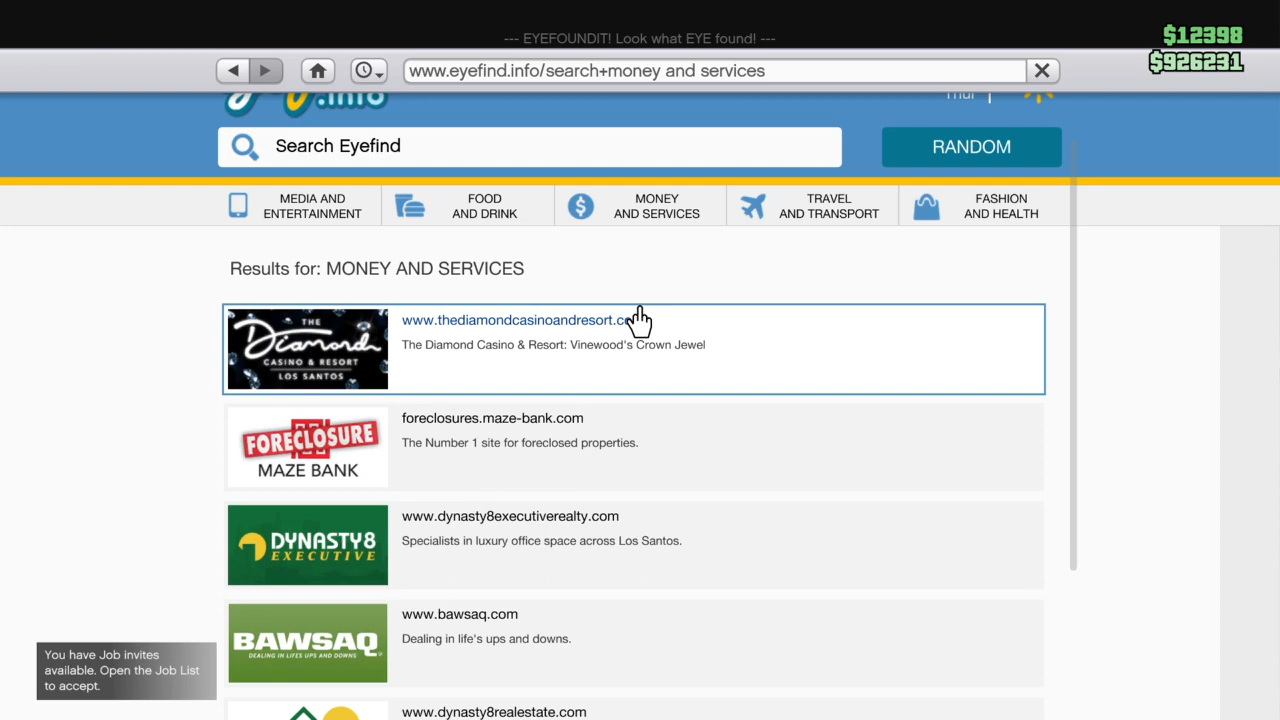 --- EYEFOUNDIT! Look what EYE found! ---
$12398
$926231
www.eyefind.info/search+money and services
.info
Thur
Search Eyefind
RANDOM
MEDIA AND
ENTERTAINMENT
FOOD
AND DRINK
MONEY
AND SERVICES
TRAVEL
AND TRANSPORT
FASHION
AND HEALTH
Results for: MONEY AND SERVICES
THE
Diamond
CASINO & RESORT
LOS SANTOS
www.thediamondcasinoandresort.co
The Diamond Casino & Resort: Vinewood's Crown Jewel
FORECLOSURE
MAZE BANK
foreclosures.maze-bank.com
The Number 1 site for foreclosed properties.
DYNASTY8
EXECUTIVE
www.dynasty8executiverealty.com
Specialists in luxury office space across Los Santos.
BAWSAQ
DEALING IN LIFES UPS AND DOWNS
www.bawsaq.com
Dealing in life's ups and downs.
You have Job invites
available. Open the Job List
to accept.
www.dynasty8realestate.com